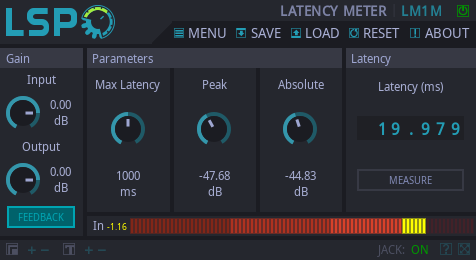 LSP LATENCY METER LM1M
MENU SAVE LOAD RESET ABOUT
Gain Parameters Latency
Input Max Latency Peak Absolute Latency (ms)
0.00
dB
19.979
Output
0.00
dB
1000 -47.68 -44.83
ms dB dB
MEASURE
FEEDBACK
In -1.16
JACK: ON